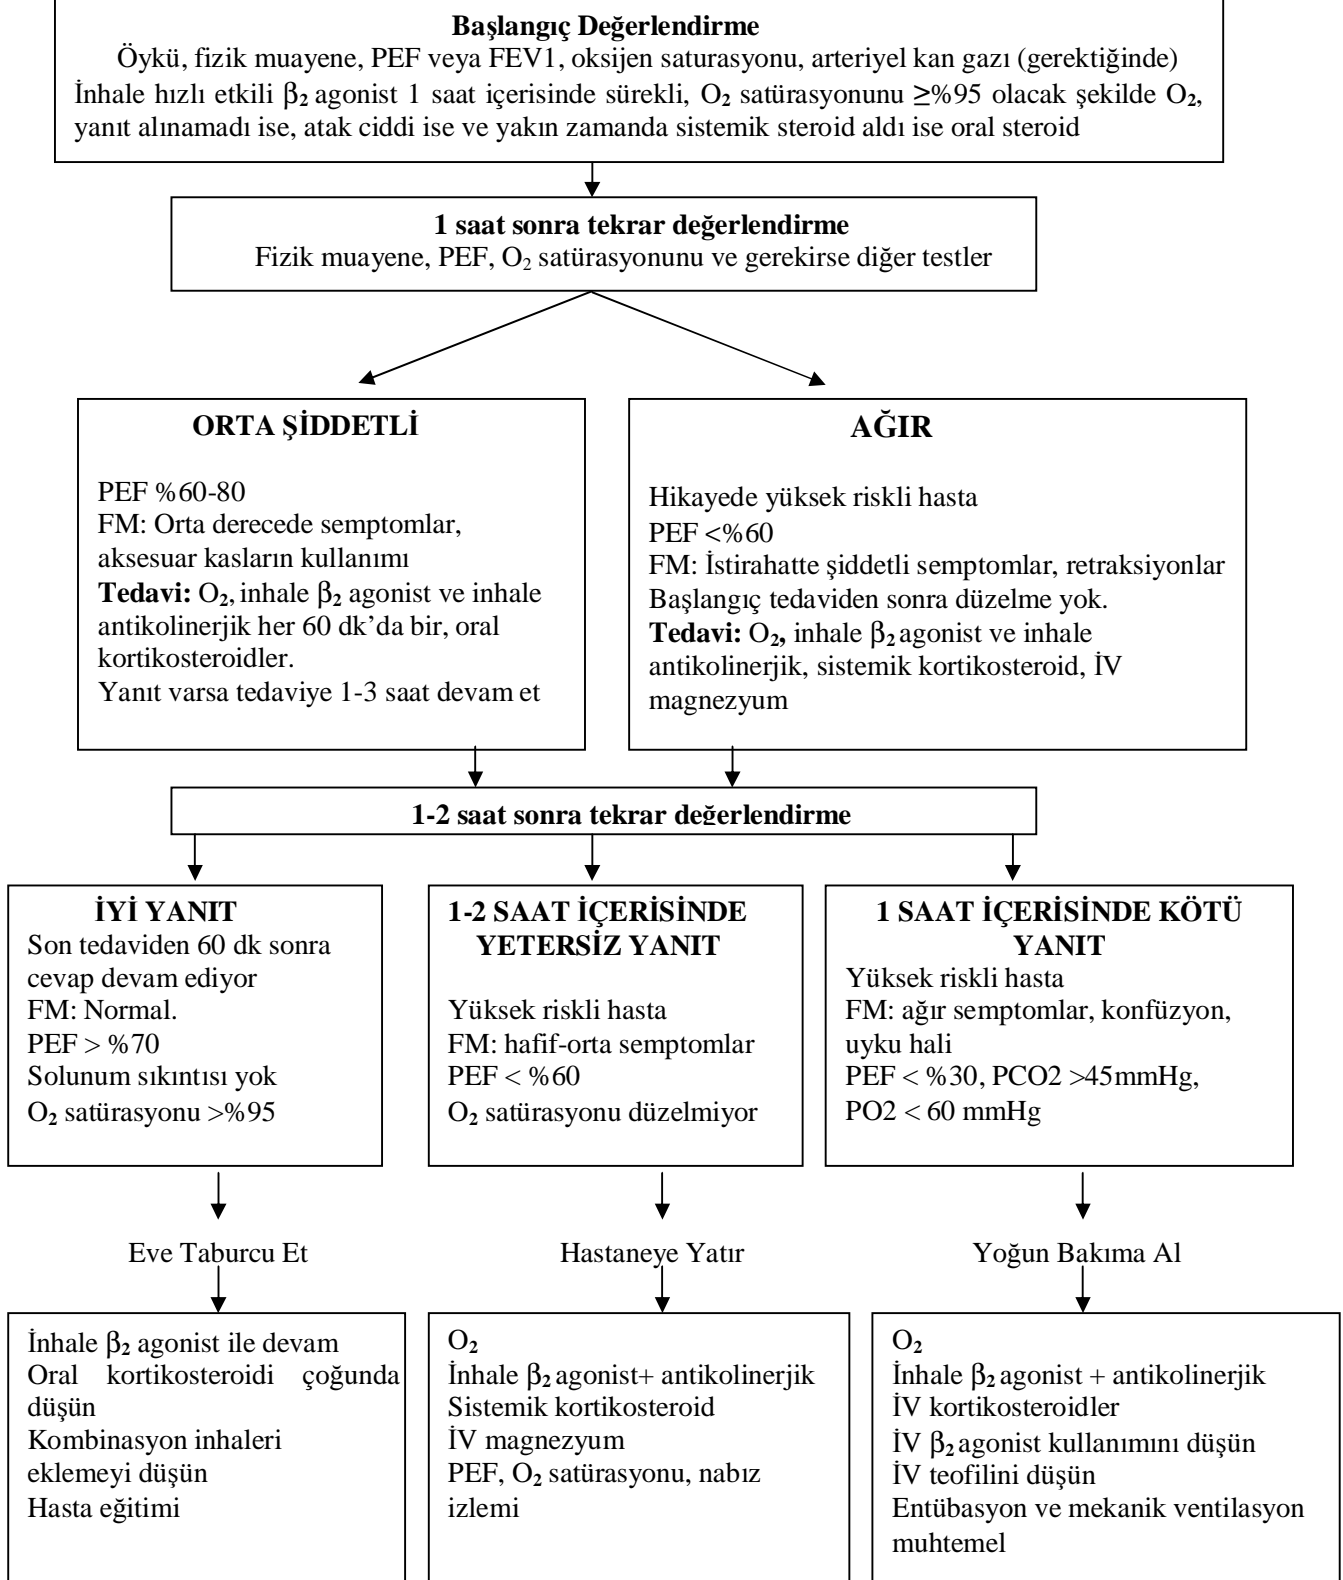 Başlangıç Değerlendirme
Öykü, fizik muayene, PEF veya FEV1, oksijen saturasyonu, arteriyel kan gazı (gerektiğinde)
İnhale hızlı etkili β₂ agonist 1 saat içerisinde sürekli, O₂ satürasyonunu ≥%95 olacak şekilde O₂,
yanıt alınamadı ise, atak ciddi ise ve yakın zamanda sistemik steroid aldı ise oral steroid
1 saat sonra tekrar değerlendirme
Fizik muayene, PEF, O₂ satürasyonunu ve gerekirse diğer testler
ORTA ŞİDDETLİ
PEF %60-80
FM: Orta derecede semptomlar,
aksesuar kasların kullanımı
Tedavi: O₂, inhale β₂ agonist ve inhale
antikolinerjik her 60 dk’da bir, oral
kortikosteroidler.
Yanıt varsa tedaviye 1-3 saat devam et
AĞIR
Hikayede yüksek riskli hasta
PEF <%60
FM: İstirahatte şiddetli semptomlar, retraksiyonlar
Başlangıç tedaviden sonra düzelme yok.
Tedavi: O₂, inhale β₂ agonist ve inhale
antikolinerjik, sistemik kortikosteroid, İV
magnezyum
1-2 saat sonra tekrar değerlendirme
İYİ YANIT
Son tedaviden 60 dk sonra
cevap devam ediyor
FM: Normal.
PEF > %70
Solunum sıkıntısı yok
O₂ satürasyonu >%95
1-2 SAAT İÇERİSİNDE
YETERSİZ YANIT
Yüksek riskli hasta
FM: hafif-orta semptomlar
PEF < %60
O₂ satürasyonu düzelmiyor
1 SAAT İÇERİSİNDE KÖTÜ
YANIT
Yüksek riskli hasta
FM: ağır semptomlar, konfüzyon,
uyku hali
PEF < %30, PCO2 >45mmHg,
PO2 < 60 mmHg
Eve Taburcu Et
Hastaneye Yatır
Yoğun Bakıma Al
İnhale β₂ agonist ile devam
Oral kortikosteroidi çoğunda
düşün
Kombinasyon inhaleri
eklemeyi düşün
Hasta eğitimi
O₂
İnhale β₂ agonist+ antikolinerjik
Sistemik kortikosteroid
İV magnezyum
PEF, O₂ satürasyonu, nabız
izlemi
O₂
İnhale β₂ agonist + antikolinerjik
İV kortikosteroidler
İV β₂ agonist kullanımını düşün
İV teofilini düşün
Entübasyon ve mekanik ventilasyon
muhtemel